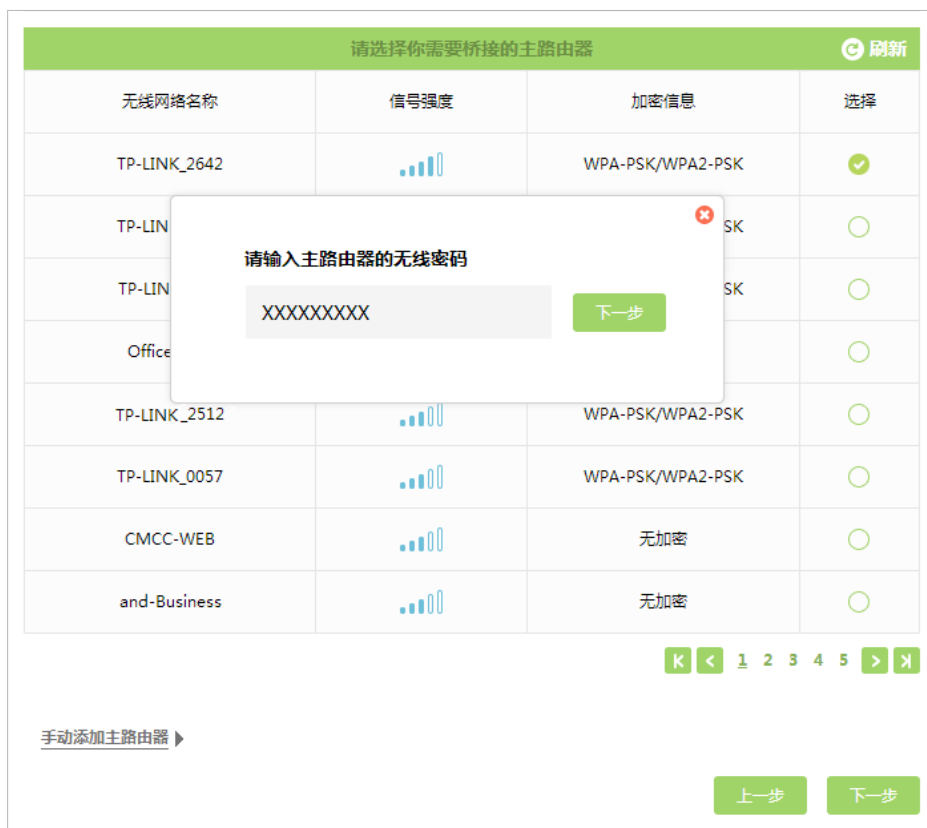 请选择你需要桥接的主路由器 刷新
无线网络名称 信号强度 加密信息 选择
TP-LINK_2642 WPA-PSK/WPA2-PSK
TP-LIN SK
请输入主路由器的无线密码
TP-LIN SK
XXXXXXXXX 下一步
Office
TP-LINK_2512 WPA-PSK/WPA2-PSK
TP-LINK_0057 WPA-PSK/WPA2-PSK
CMCC-WEB 无加密
and-Business 无加密
1 2 3 4 5
手动添加主路由器
上一步 下一步